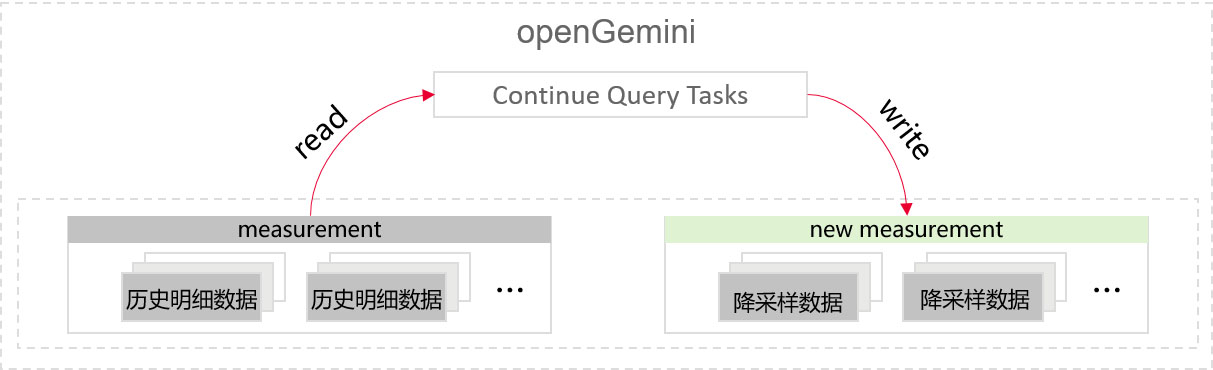 openGemini
Continue Query Tasks
read
write
measurement
new measurement
历史明细数据
历史明细数据
...
降采样数据
降采样数据
...